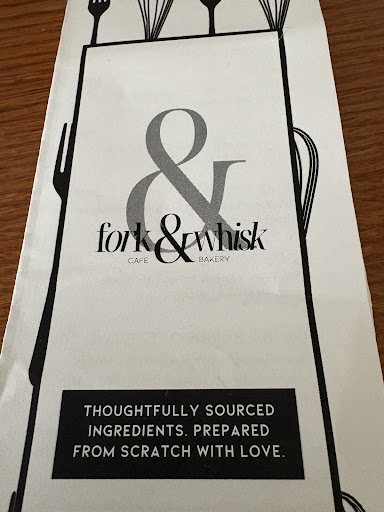 &
fork & whisk
CAFE BAKERY
THOUGHTFULLY SOURCED
INGREDIENTS. PREPARED
FROM SCRATCH WITH LOVE.